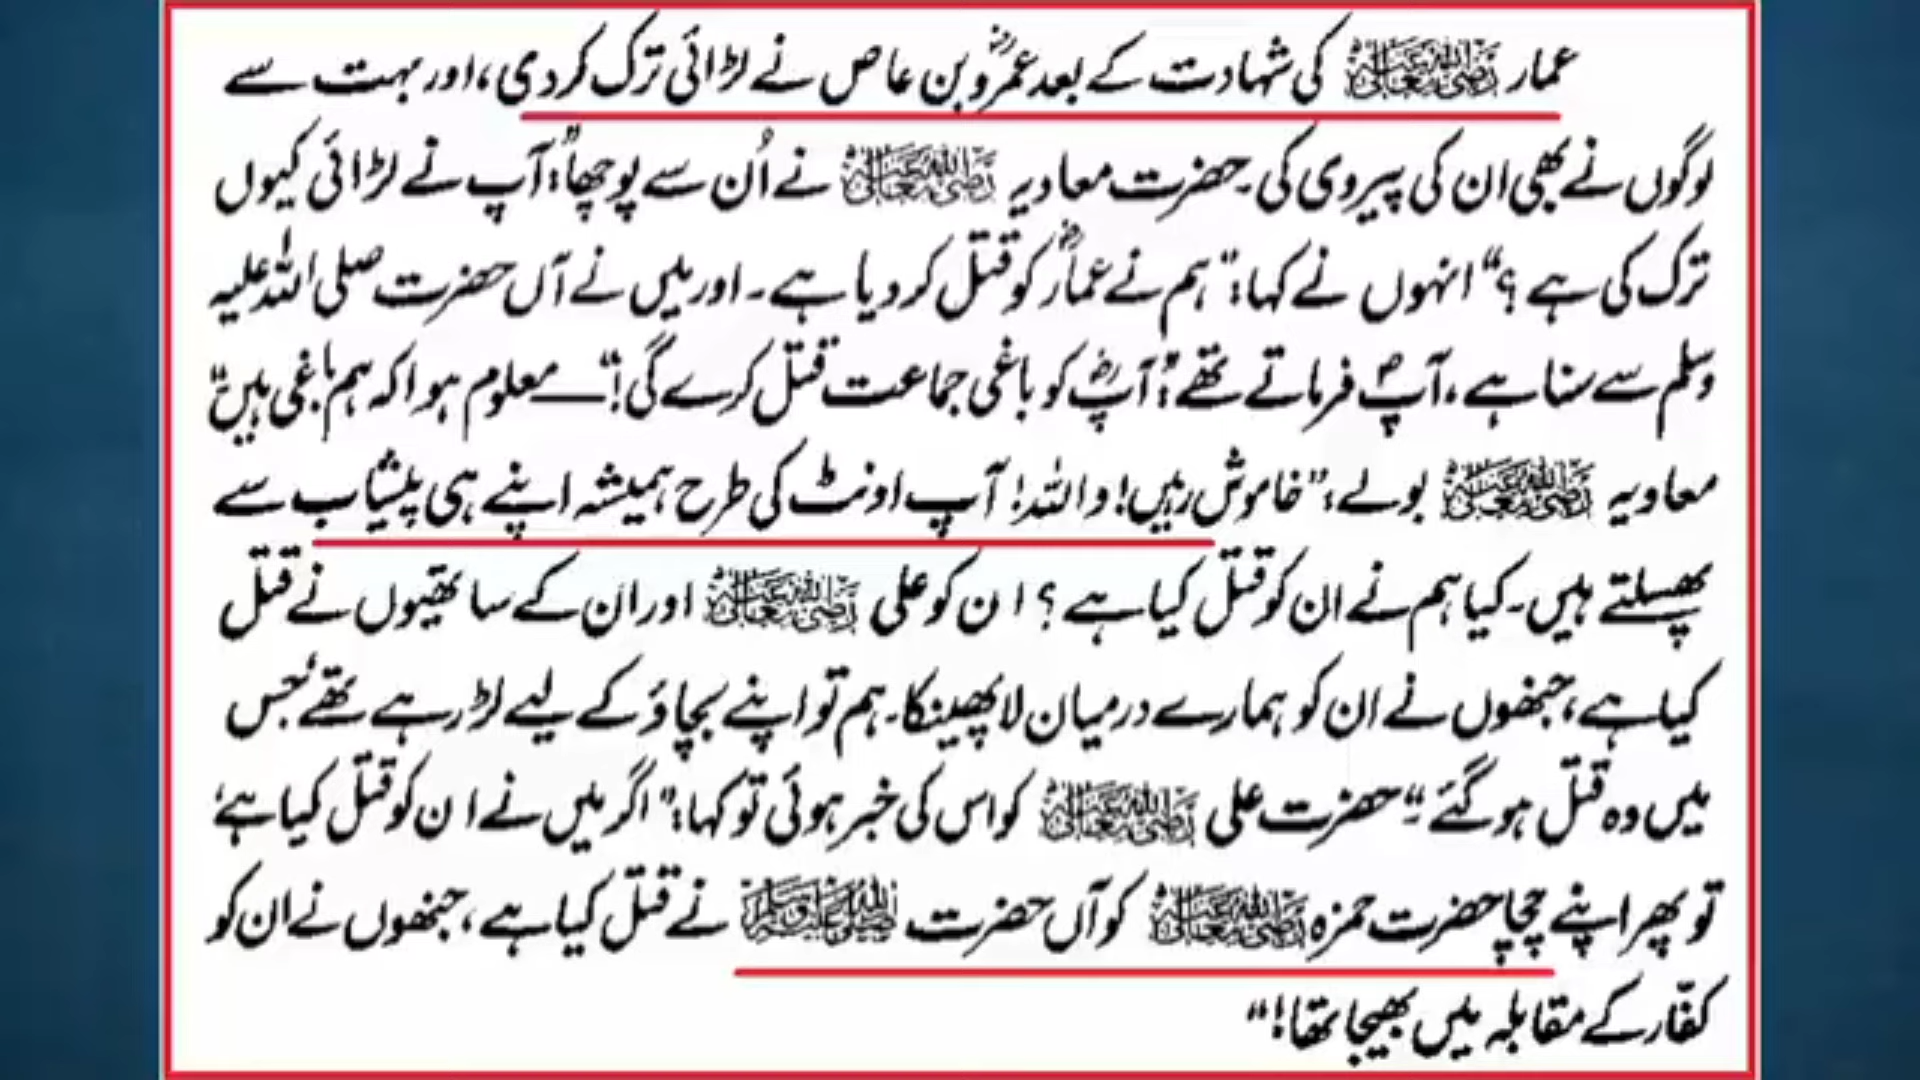 عمار رضی اللہ تعالیٰ عنہ کی شہادت کے بعد عمروؓ بن عاص نے لڑائی ترک کر دی، اور بہت سے
لوگوں نے بھی ان کی پیروی کی۔ حضرت معاویہ رضی اللہ تعالیٰ عنہ نے اُن سے پوچھا: "آپ نے لڑائی کیوں
ترک کی ہے؟" انہوں نے کہا: "ہم نے عمارؓ کو قتل کر دیا ہے۔ اور میں نے آں حضرت صلی اللہ علیہ
وسلم سے سنا ہے، آپؐ فرماتے تھے: "آپؓ کو باغی جماعت قتل کرے گی!"— معلوم ہوا کہ ہم باغی ہیں"
معاویہ رضی اللہ تعالیٰ عنہ بولے: "خاموش رہیں! واللہ! آپ اونٹ کی طرح ہمیشہ اپنے ہی پیشاب سے
پھسلتے ہیں۔ کیا ہم نے ان کو قتل کیا ہے؟ ان کو علی رضی اللہ تعالیٰ عنہ اور ان کے ساتھیوں نے قتل
کیا ہے، جنھوں نے ان کو ہمارے درمیان لا پھینکا۔ ہم تو اپنے بچاؤ کے لیے لڑ رہے تھے، جس
میں وہ قتل ہو گئے۔" حضرت علی رضی اللہ تعالیٰ عنہ کو اس کی خبر ہوئی تو کہا: "اگر میں نے ان کو قتل کیا ہے،
تو پھر اپنے چچا حضرت حمزہ رضی اللہ تعالیٰ عنہ کو آں حضرت صلی اللہ علیہ وسلم نے قتل کیا ہے، جنھوں نے ان کو
کفّار کے مقابلہ میں بھیجا تھا!"